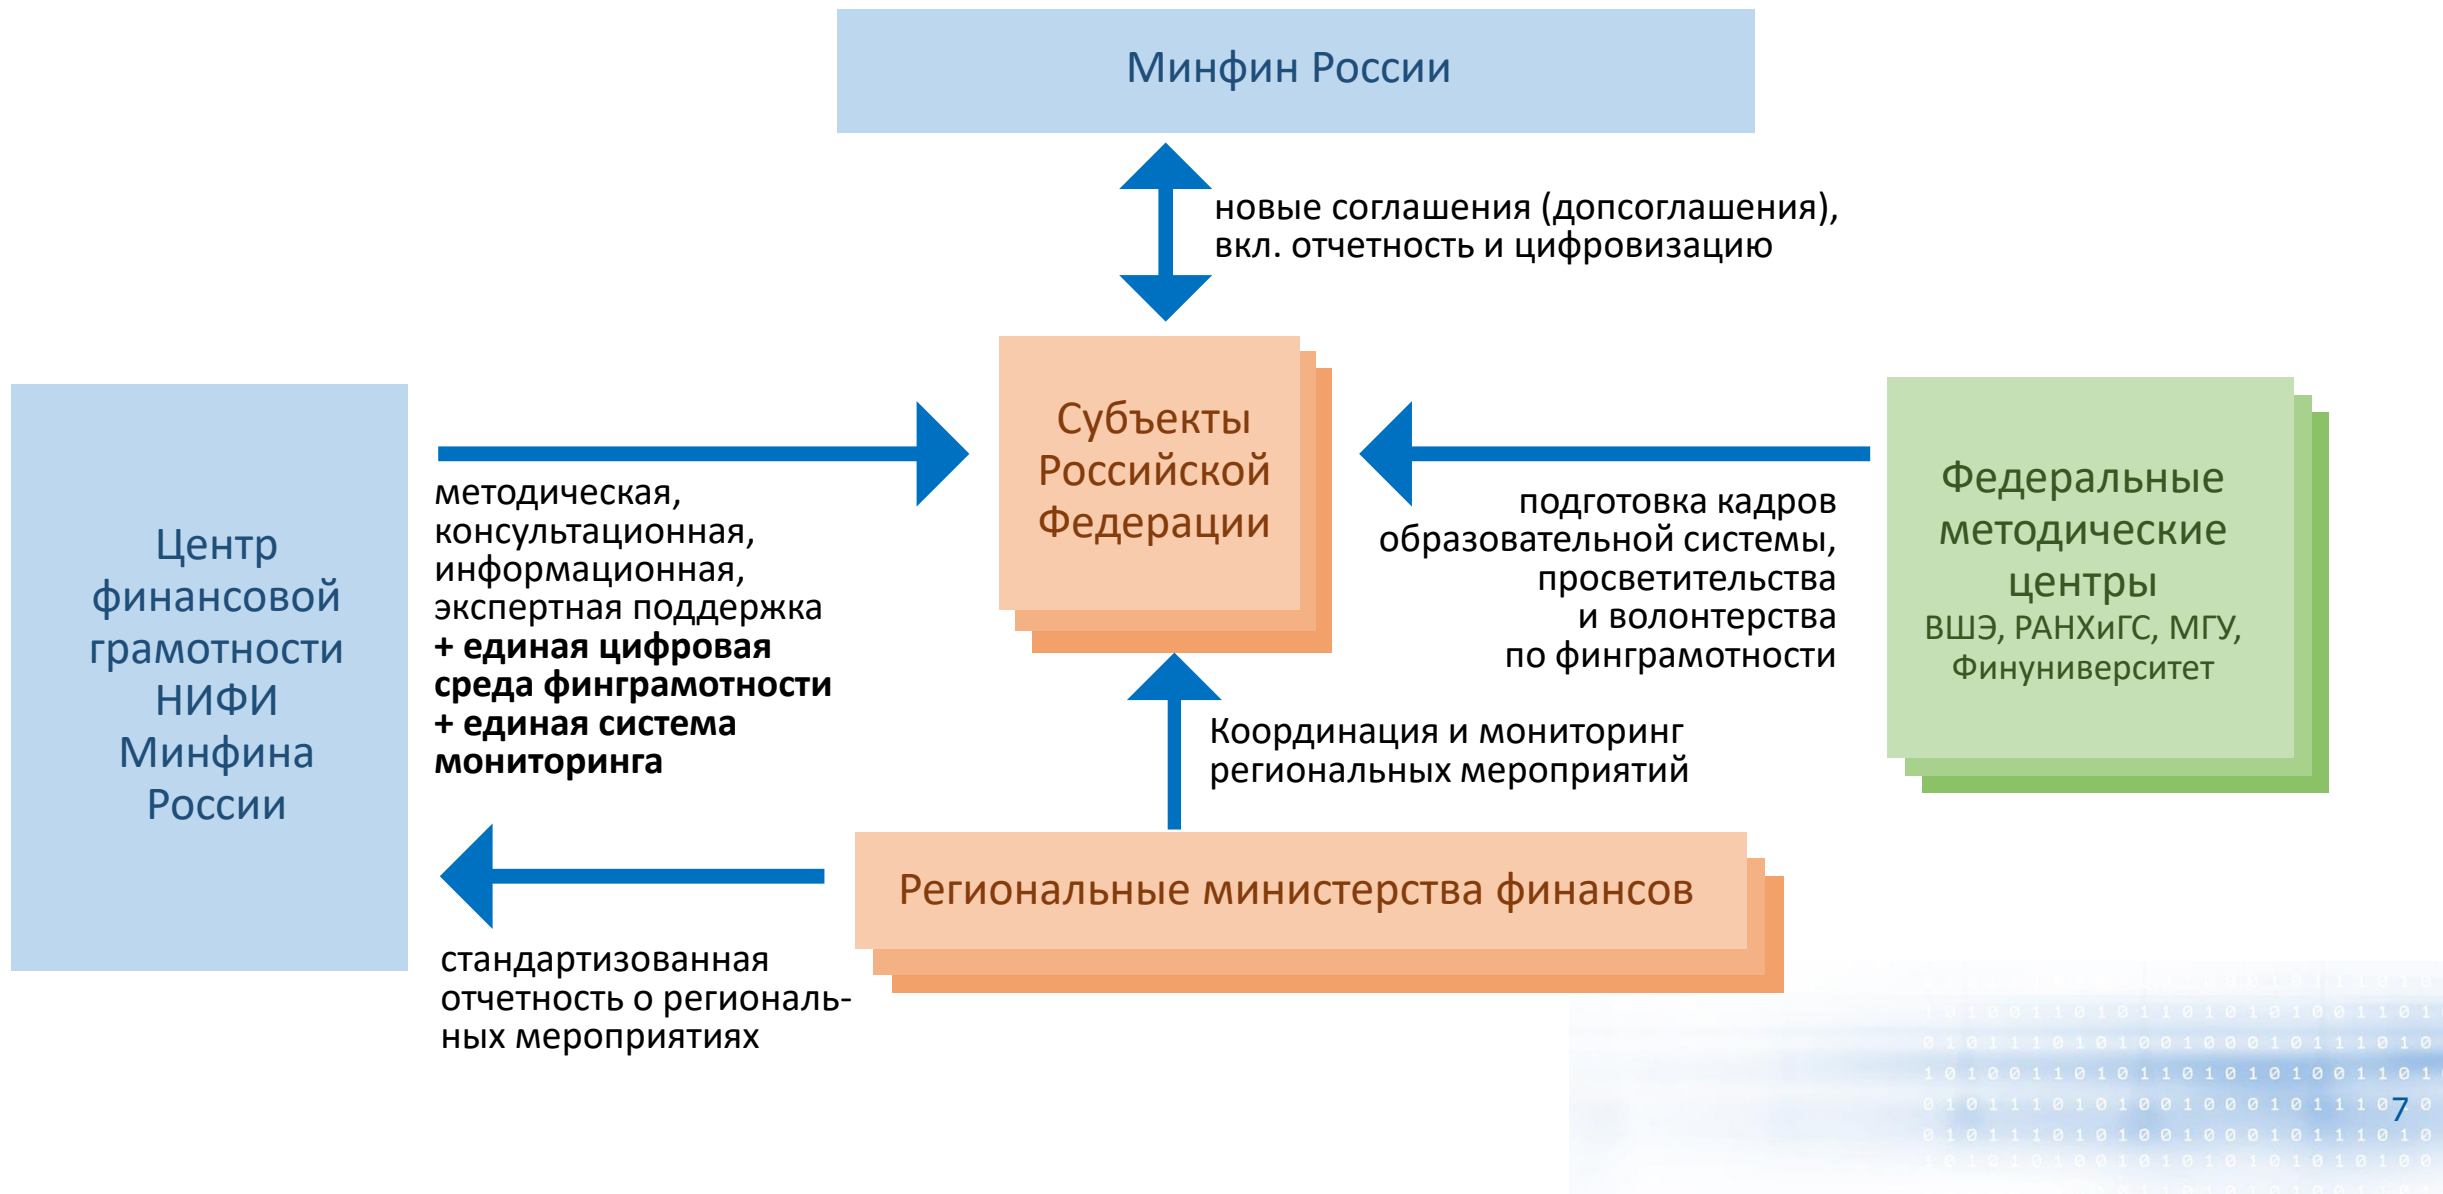 Минфин России
новые соглашения (допсоглашения),
вкл. отчетность и цифровизацию
Центр
финансовой
грамотности
НИФИ
Минфина
России
методическая,
консультационная,
информационная,
экспертная поддержка
+ единая цифровая
среда финграмотности
+ единая система
мониторинга
Субъекты
Российской
Федерации
подготовка кадров
образовательной системы,
просветительства
и волонтерства
по финграмотности
Федеральные
методические
центры
ВШЭ, РАНХиГС, МГУ,
Финуниверситет
Координация и мониторинг
региональных мероприятий
Региональные министерства финансов
стандартизованная
отчетность о региональ-
ных мероприятиях
7